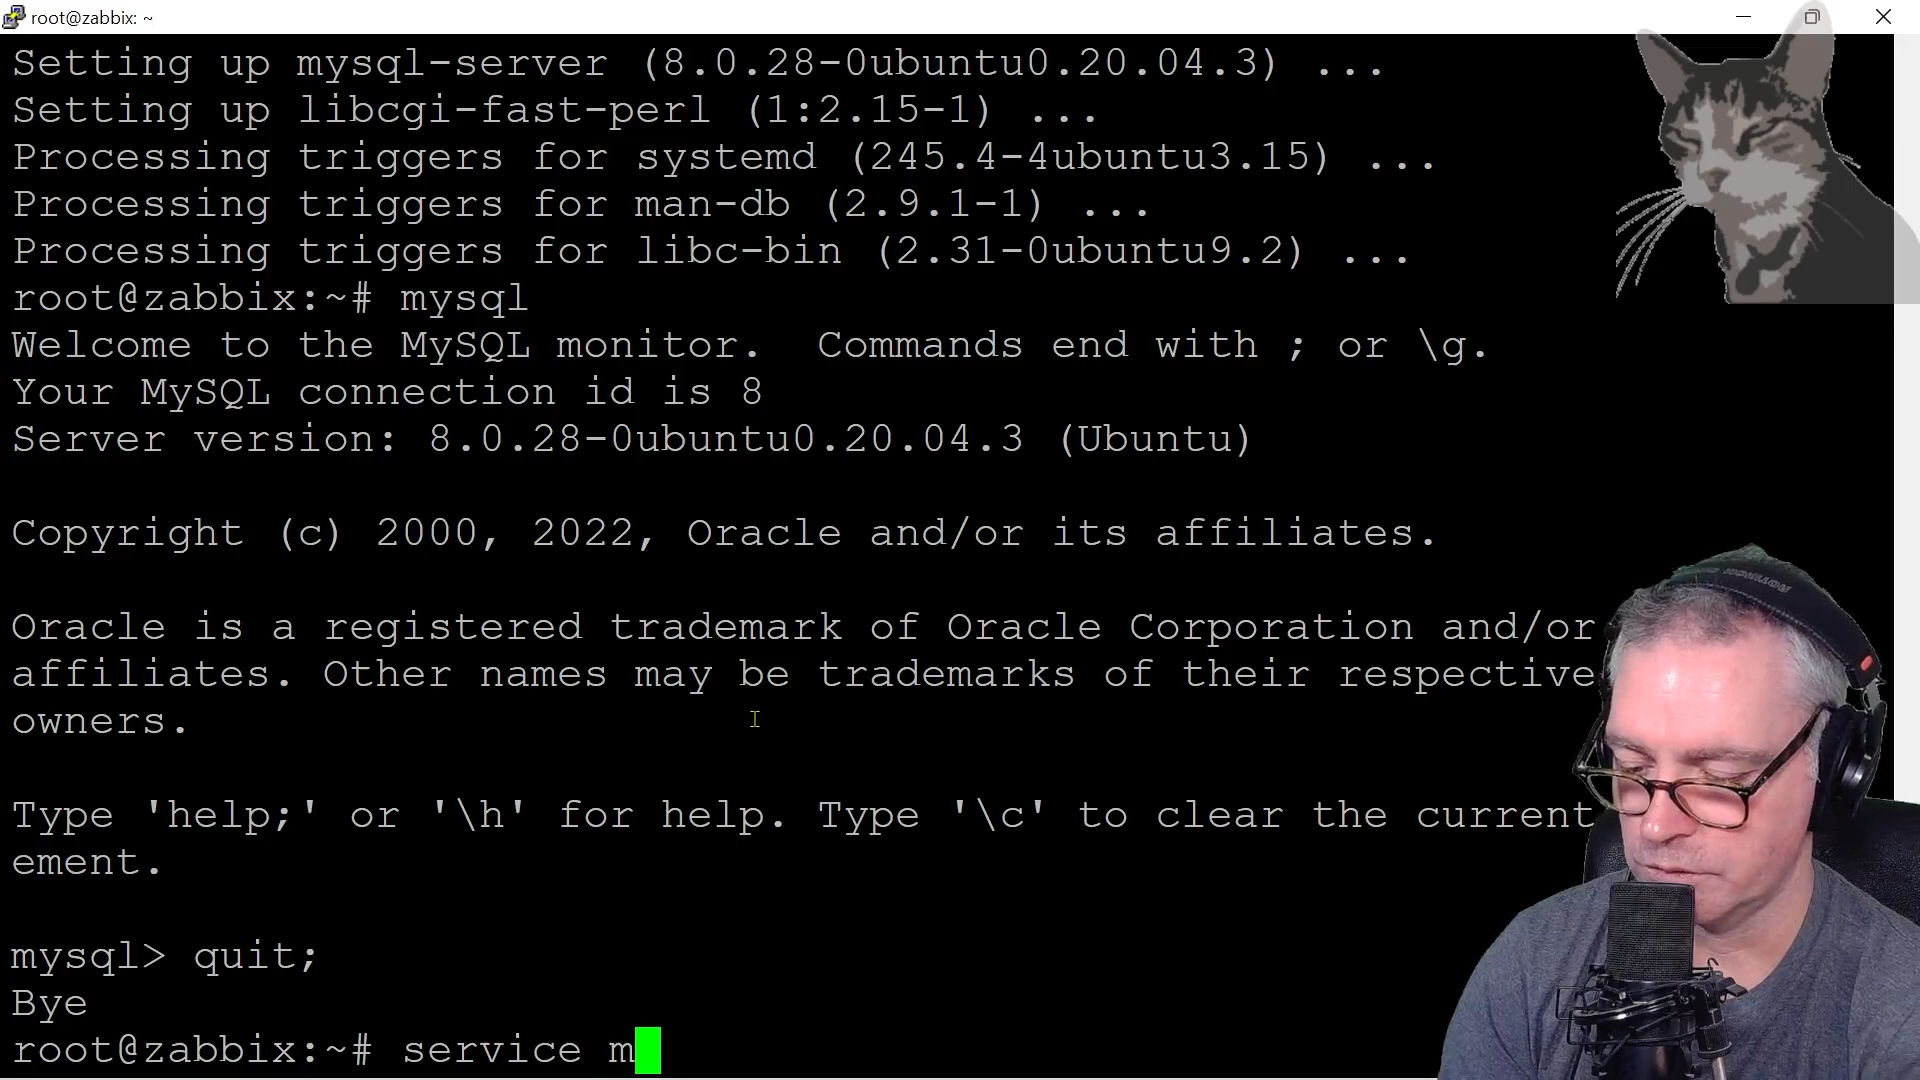 root@zabbix: ~
Setting up mysql-server (8.0.28-0ubuntu0.20.04.3) ...
Setting up libcgi-fast-perl (1:2.15-1) ...
Processing triggers for systemd (245.4-4ubuntu3.15) ...
Processing triggers for man-db (2.9.1-1) ...
Processing triggers for libc-bin (2.31-0ubuntu9.2) ...
root@zabbix:~# mysql
Welcome to the MySQL monitor.  Commands end with ; or \g.
Your MySQL connection id is 8
Server version: 8.0.28-0ubuntu0.20.04.3 (Ubuntu)
Copyright (c) 2000, 2022, Oracle and/or its affiliates.
Oracle is a registered trademark of Oracle Corporation and/or
affiliates. Other names may be trademarks of their respective
owners.
Type 'help;' or '\h' for help. Type '\c' to clear the current
ement.
mysql> quit;
Bye
root@zabbix:~# service m